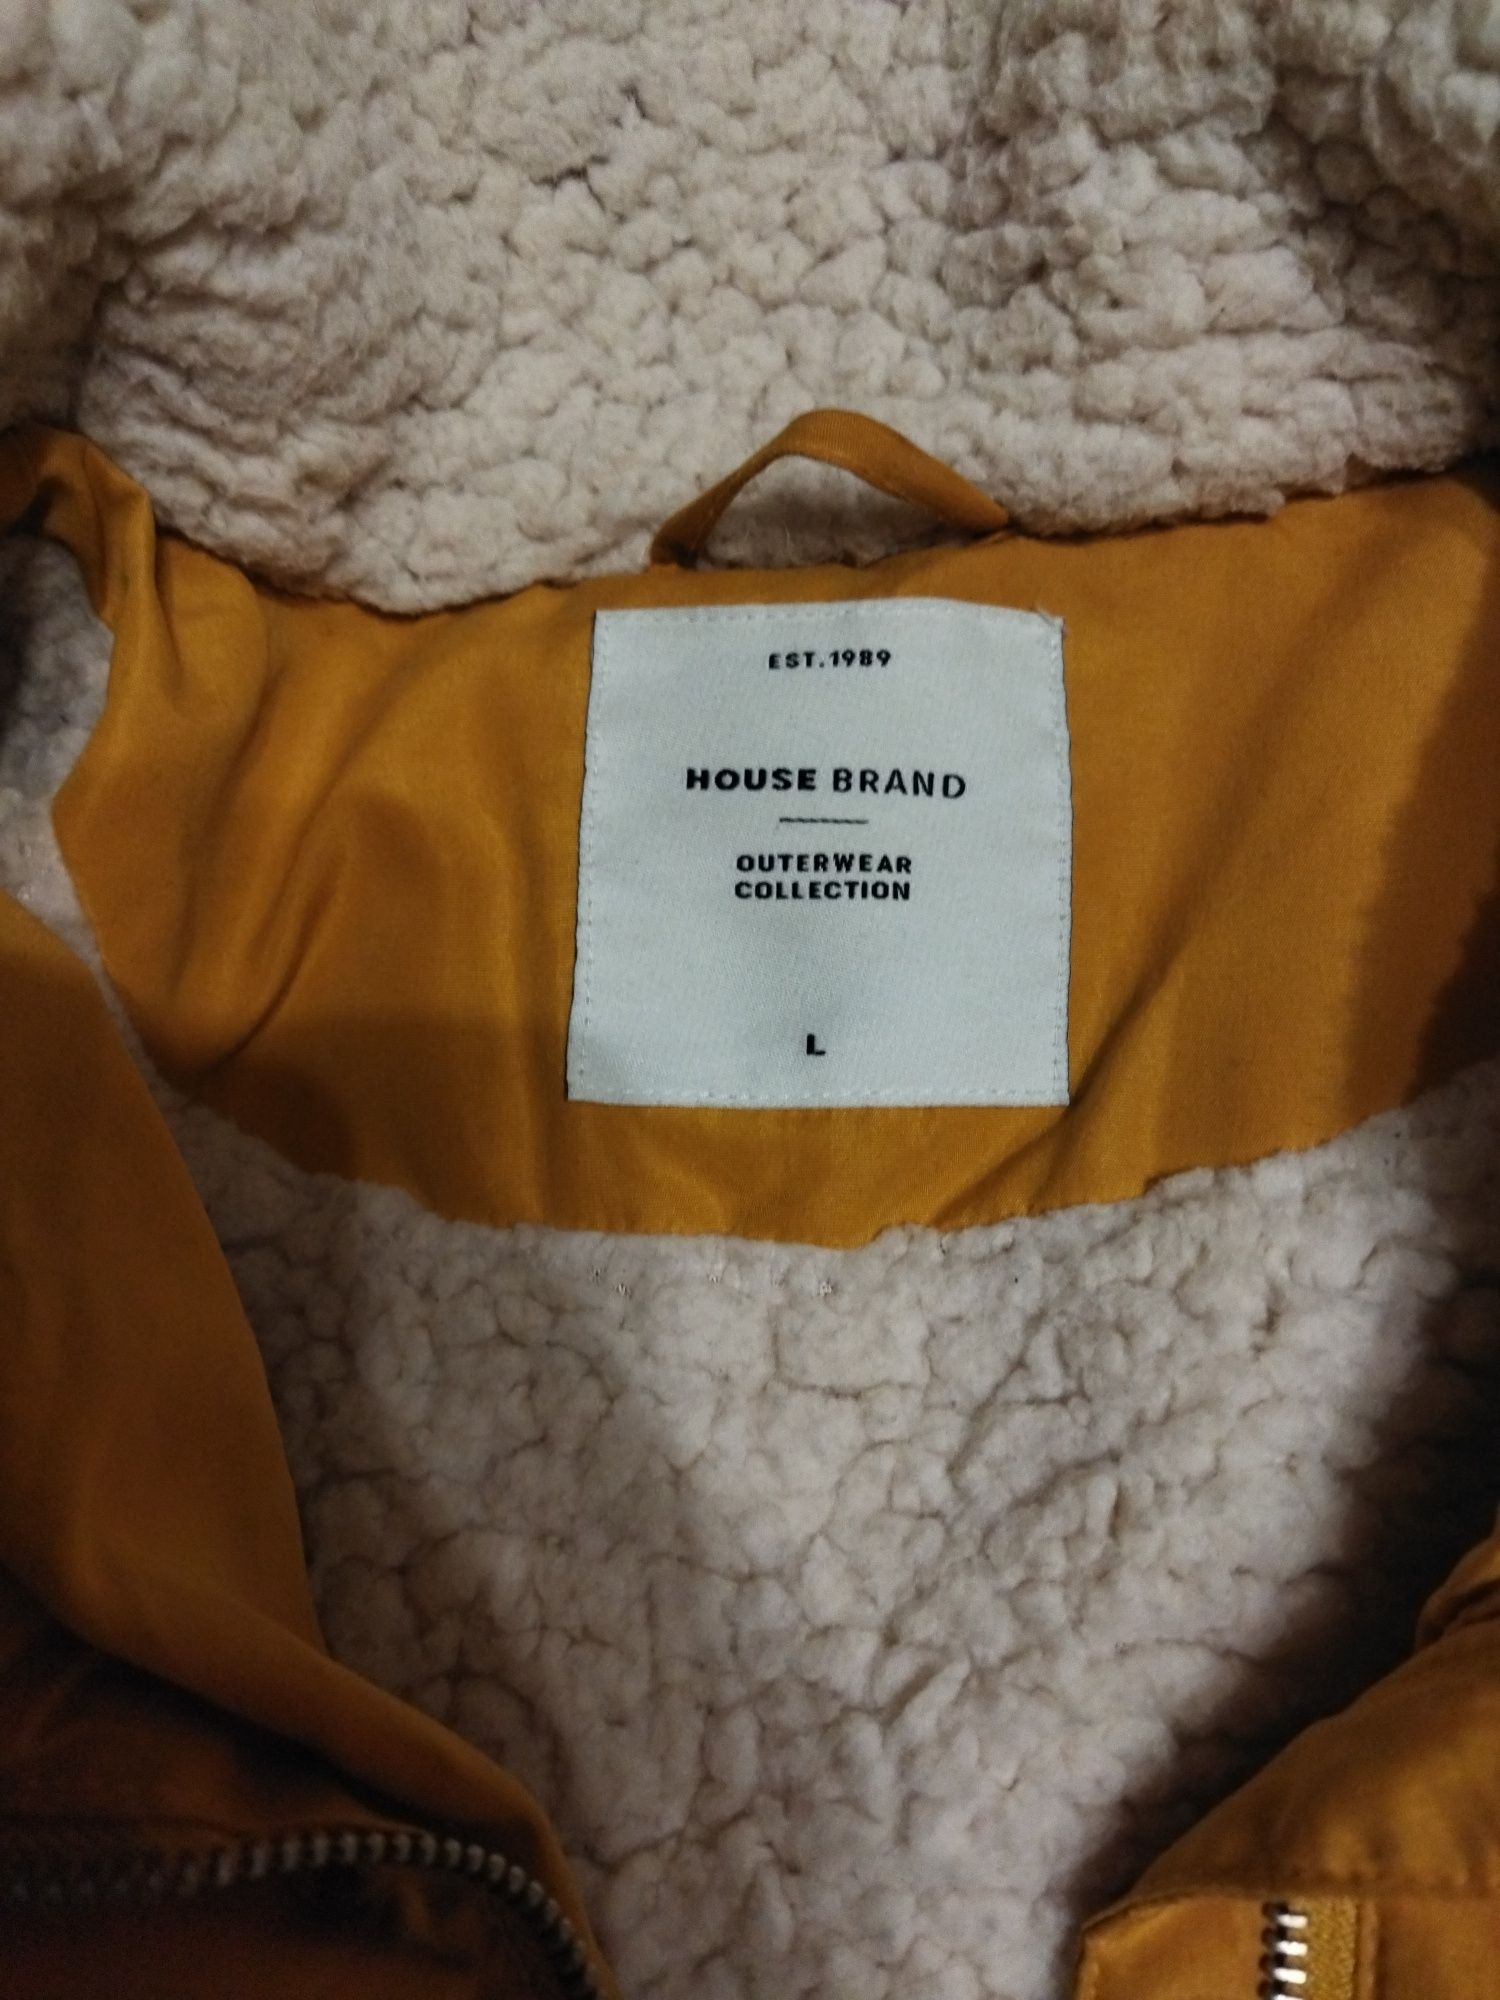 EST.1989
HOUSE BRAND
OUTERWEAR
COLLECTION
L